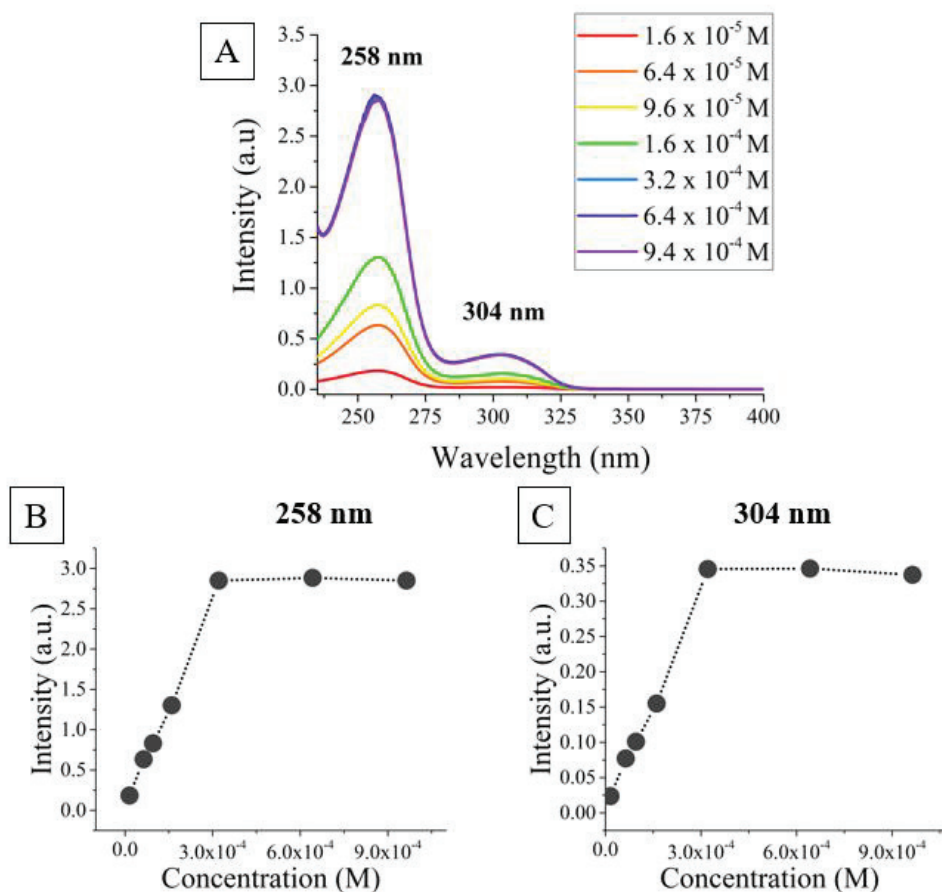 A
258 nm
304 nm
3.5
3.0
2.5
2.0
1.5
1.0
0.5
0.0
Intensity (a.u)
250 275 300 325 350 375 400
Wavelength (nm)
1.6 x 10⁻⁵ M
6.4 x 10⁻⁵ M
9.6 x 10⁻⁵ M
1.6 x 10⁻⁴ M
3.2 x 10⁻⁴ M
6.4 x 10⁻⁴ M
9.4 x 10⁻⁴ M
B
258 nm
3.0
2.5
2.0
1.5
1.0
0.5
0.0
Intensity (a.u.)
0.0 3.0x10⁻⁴ 6.0x10⁻⁴ 9.0x10⁻⁴
Concentration (M)
C
304 nm
0.35
0.30
0.25
0.20
0.15
0.10
0.05
0.00
Intensity (a.u.)
0.0 3.0x10⁻⁴ 6.0x10⁻⁴ 9.0x10⁻⁴
Concentration (M)